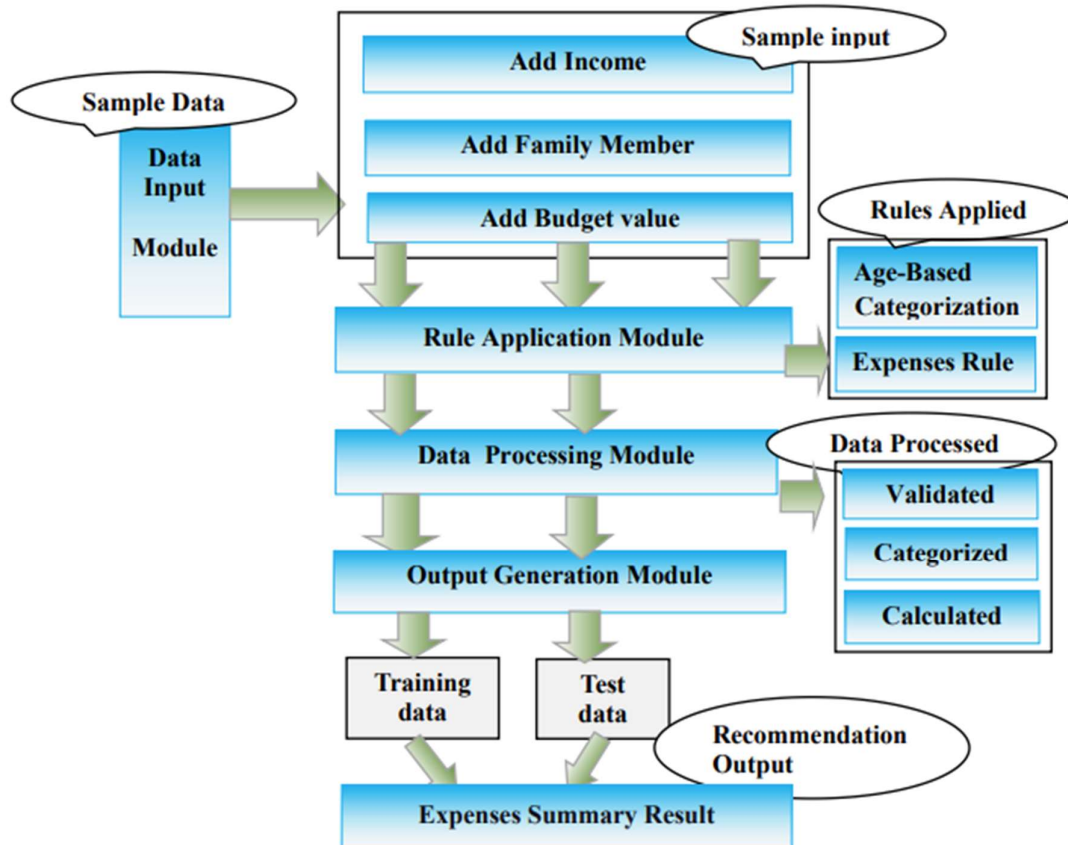 Sample input
Add Income
Sample Data
Add Family Member
Data
Input
Module
Add Budget value
Rules Applied
Age-Based
Categorization
Rule Application Module
Expenses Rule
Data Processed
Data Processing Module
Validated
Categorized
Output Generation Module
Calculated
Training
data
Test
data
Recommendation
Output
Expenses Summary Result